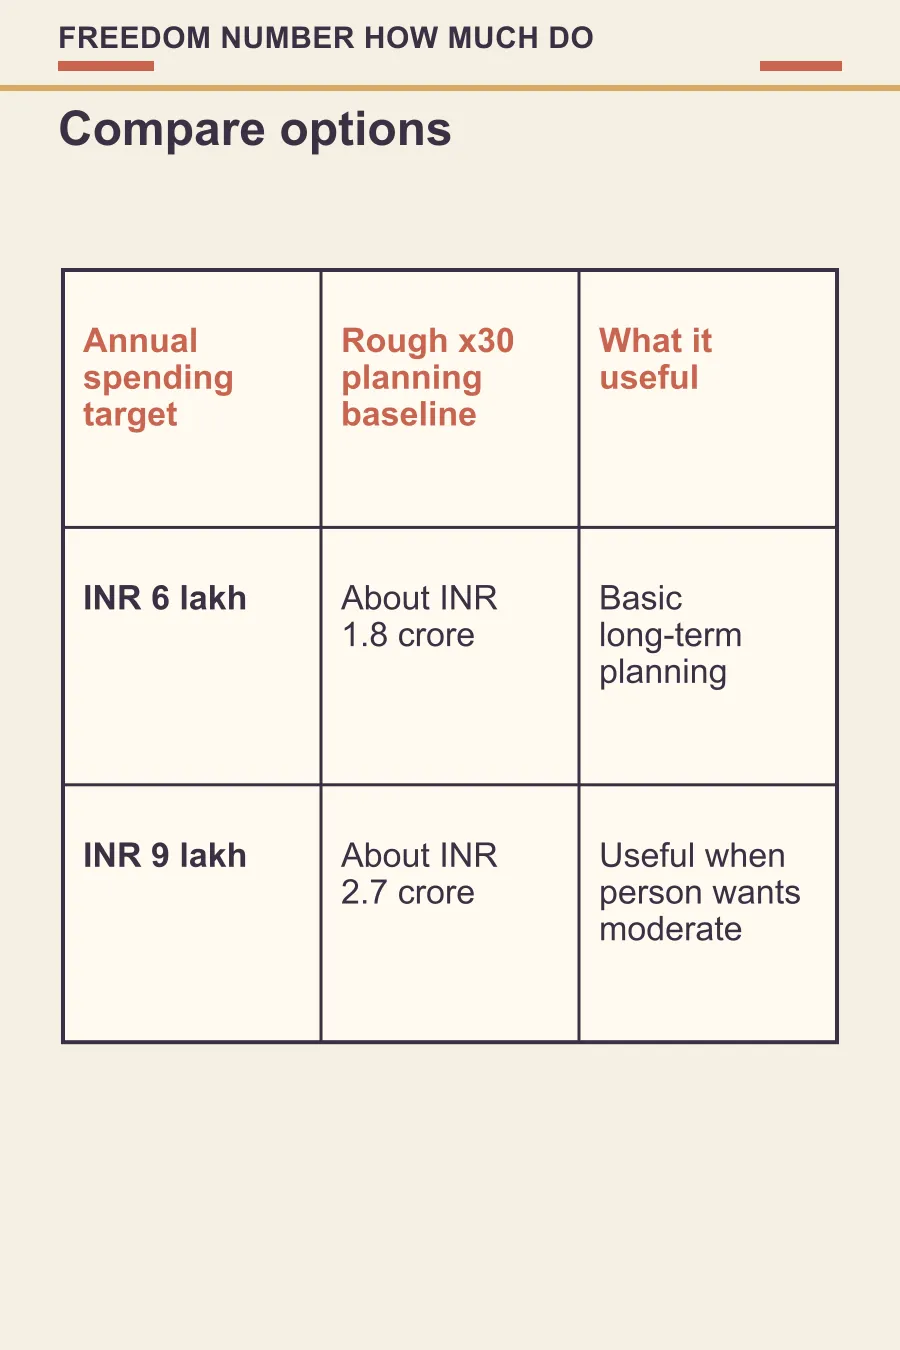 FREEDOM NUMBER HOW MUCH DO
Compare options
Annual
spending
target
Rough x30
planning
baseline
What it
useful
INR 6 lakh
About INR
1.8 crore
Basic
long-term
planning
INR 9 lakh
About INR
2.7 crore
Useful when
person wants
moderate